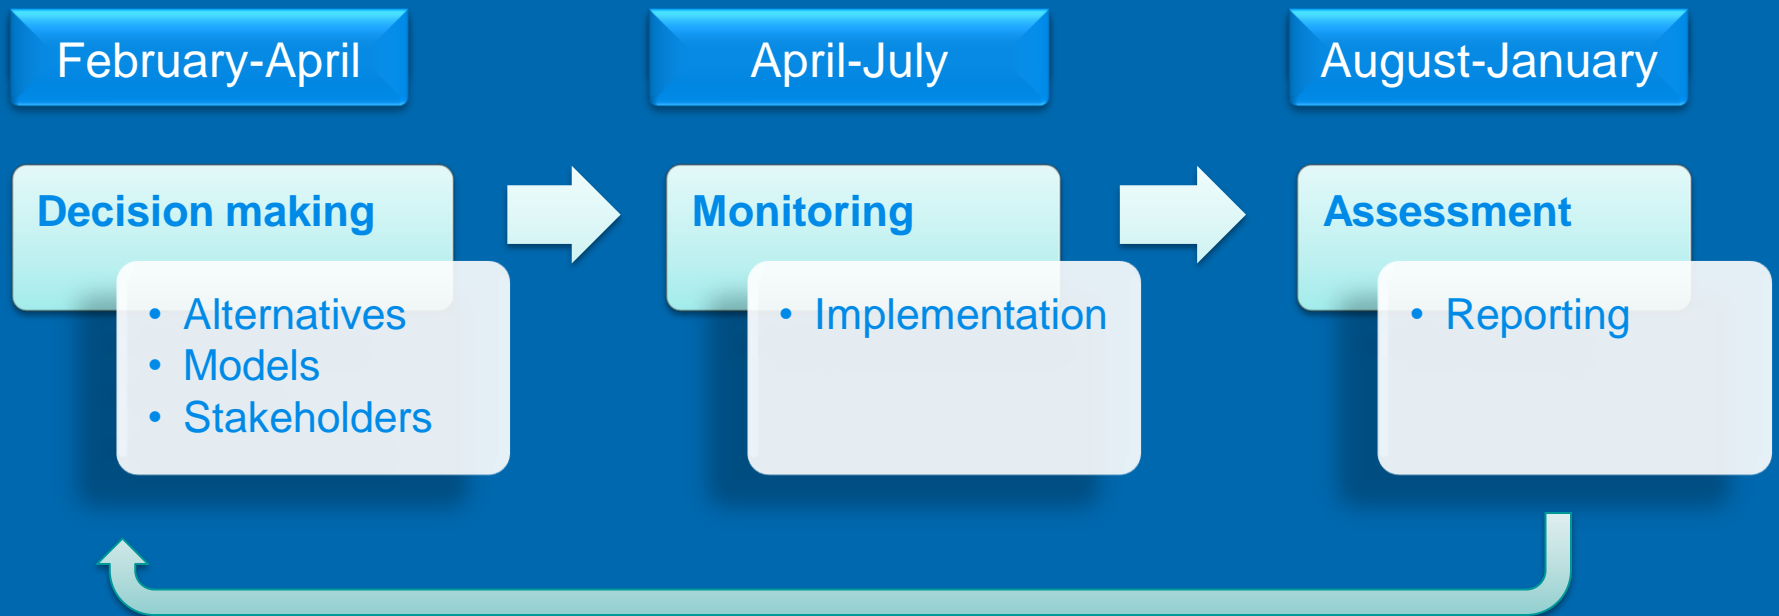 February-April
April-July
August-January
Decision making
• Alternatives
• Models
• Stakeholders
Monitoring
• Implementation
Assessment
• Reporting